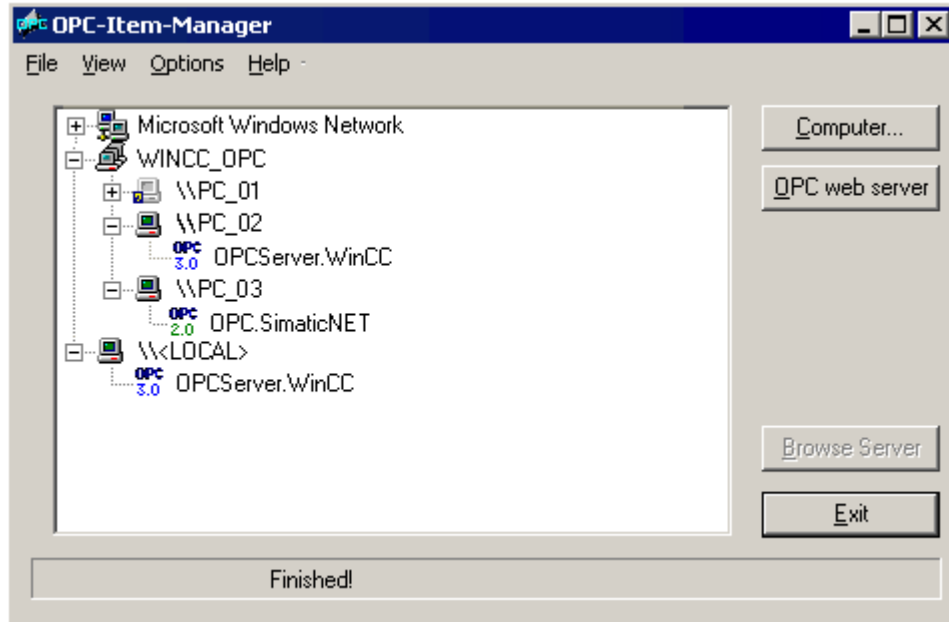 OPC-Item-Manager
File View Options Help
Microsoft Windows Network
WINCC_OPC
\\PC_01
\\PC_02
OPC 3.0 OPCServer.WinCC
\\PC_03
OPC 2.0 OPC.SimaticNET
\\<LOCAL>
OPC 3.0 OPCServer.WinCC
Computer...
OPC web server
Browse Server
Exit
Finished!